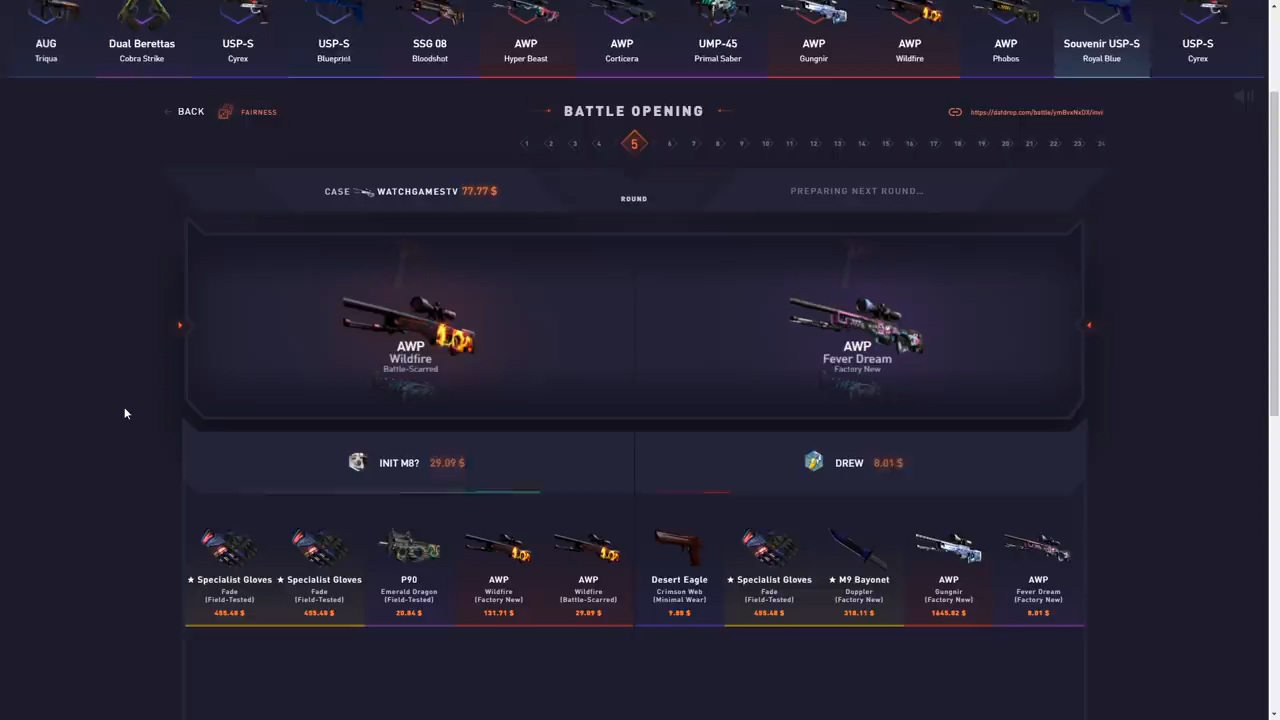 AUG Dual Berettas USP-S USP-S SSG 08 AWP AWP UMP-45 AWP AWP AWP Souvenir USP-S USP-S
Triqua Cobra Strike Cyrex Blueprint Bloodshot Hyper Beast Corticera Primal Saber Gungnir Wildfire Phobos Royal Blue Cyrex
BACK FAIRNESS BATTLE OPENING
1 2 3 4 5 6 7 8 9 10 11 12 13 14 15 16 17 18 19 20 21 22 23 24
CASE WATCHGAMESTV 77.77 $ ROUND PREPARING NEXT ROUND...
AWP AWP
Wildfire Fever Dream
Battle-Scarred Factory New
INIT M8? 29.09 $ DREW 8.01 $
★ Specialist Gloves ★ Specialist Gloves P90 AWP AWP Desert Eagle ★ Specialist Gloves ★ M9 Bayonet AWP AWP
Fade Fade Emerald Dragon Wildfire Wildfire Crimson Web Fade Doppler Gungnir Fever Dream
(Field-Tested) (Field-Tested) (Field-Tested) (Factory New) (Battle-Scarred) (Minimal Wear) (Field-Tested) (Factory New) (Factory New) (Factory New)
455.48 $ 455.48 $ 20.84 $ 131.71 $ 29.09 $ 455.48 $ 8.01 $